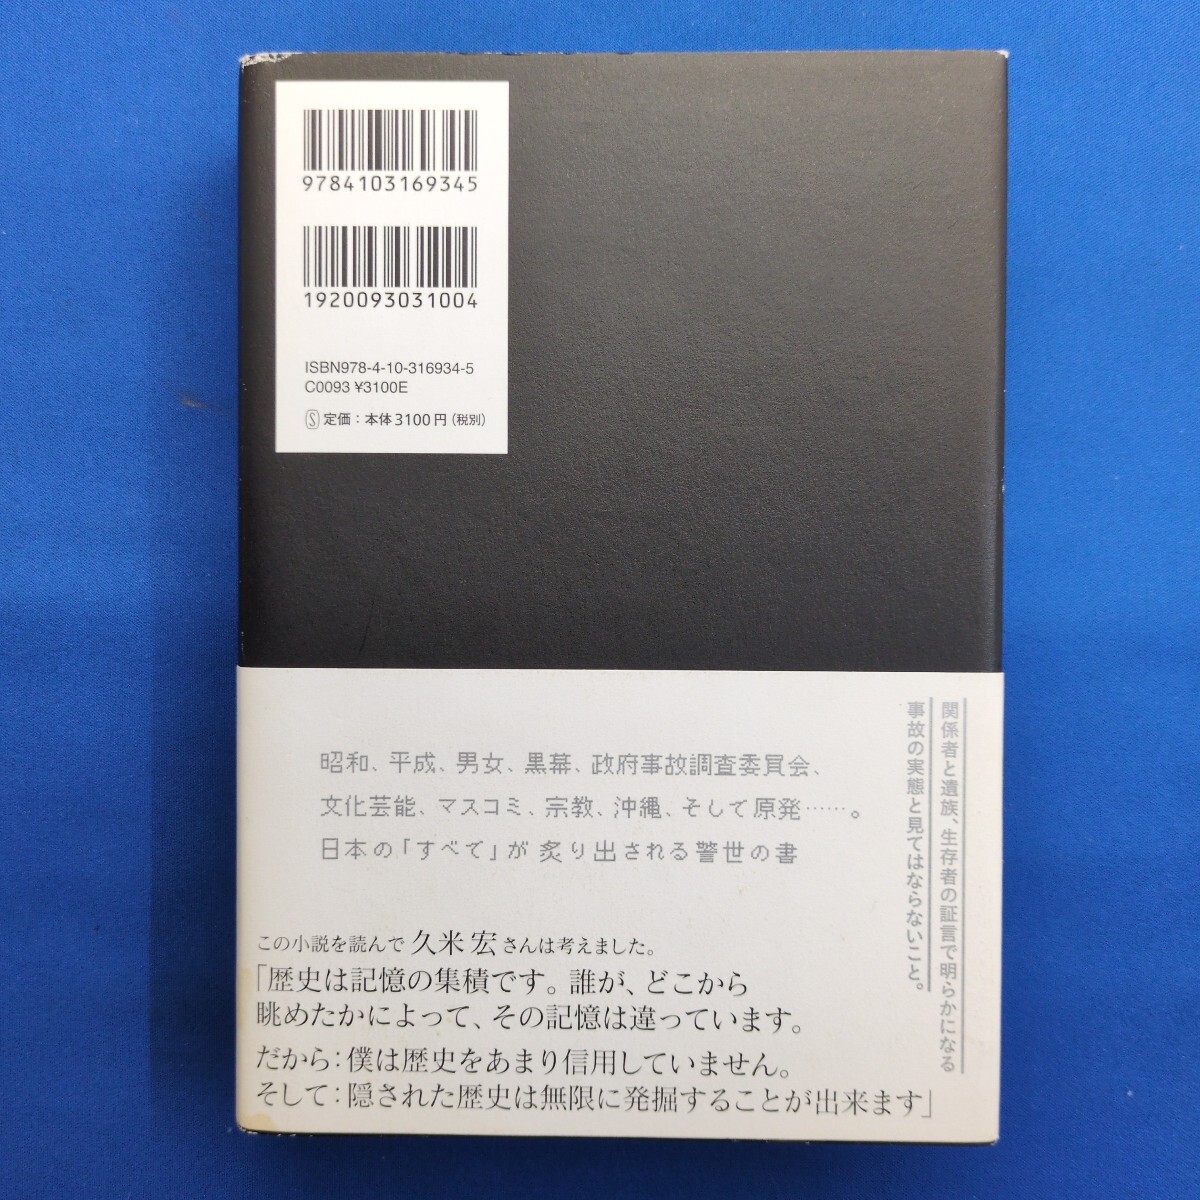 9784103169345
1920093031004
ISBN978-4-10-316934-5
C0093 ¥3100E
Ⓢ定価：本体3100円（税別）
関係者と遺族、生存者の証言で明らかになる
事故の実態と見てはならないこと。
昭和、平成、男女、黒幕、政府事故調査委員会、
文化芸能、マスコミ、宗教、沖縄、そして原発……。
日本の「すべて」が炙り出される警世の書
この小説を読んで 久米 宏さんは考えました。
「歴史は記憶の集積です。誰が、どこから
眺めたかによって、その記憶は違っています。
だから：僕は歴史をあまり信用していません。
そして：隠された歴史は無限に発掘することが出来ます」